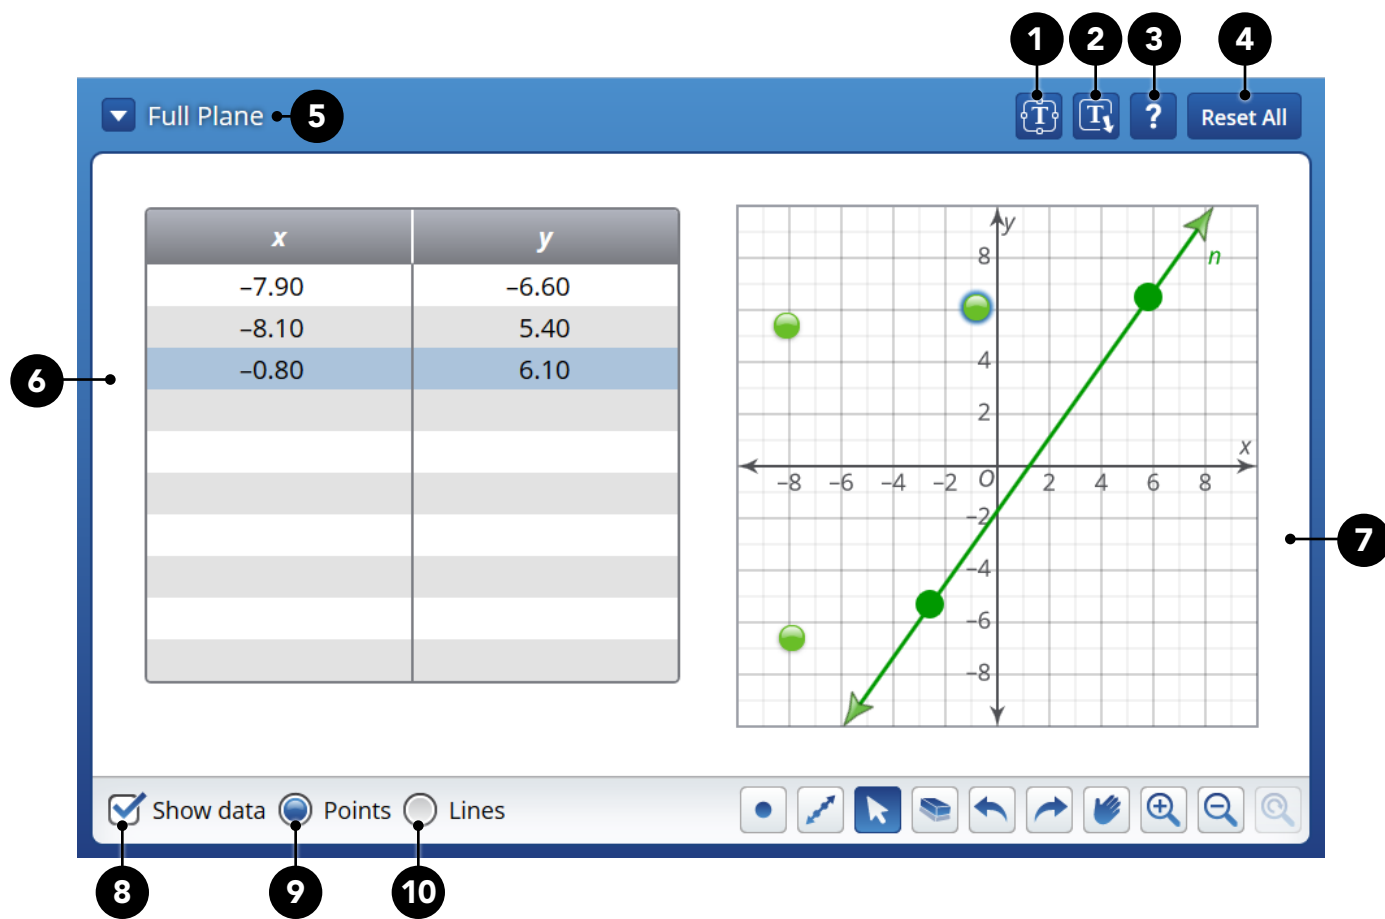 1 2 3 4
Full Plane 5 T T ? Reset All
x y
–7.90 –6.60
–8.10 5.40
–0.80 6.10
6
y
8
n
4
2
x
–8 –6 –4 –2 O 2 4 6 8
–2
–4
–6
–8
7
Show data Points Lines
8 9 10